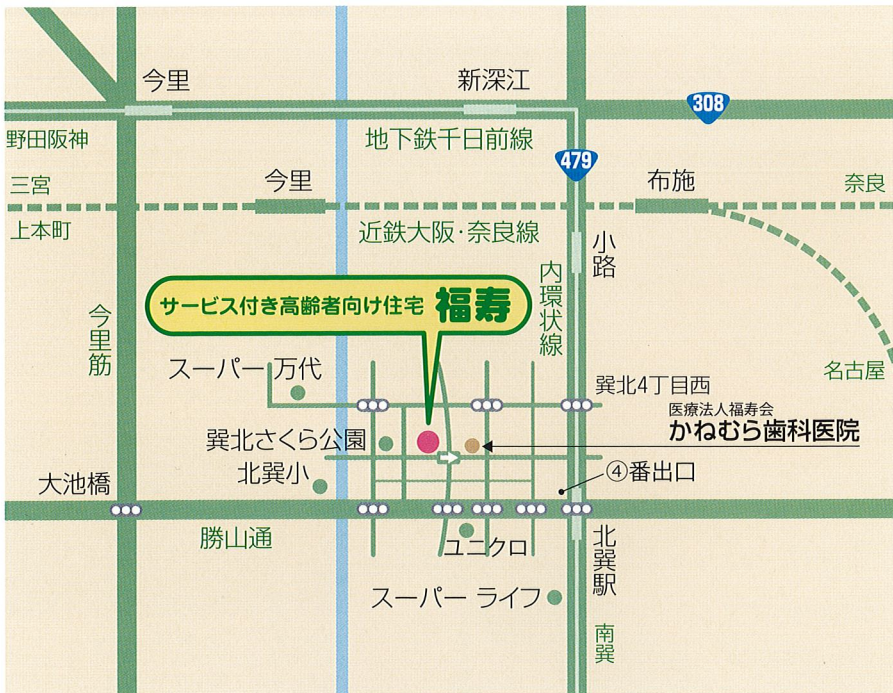 今里
新深江
308
野田阪神
地下鉄千日前線
479
三宮
今里
布施
奈良
上本町
近鉄大阪・奈良線
小路
内環状線
サービス付き高齢者向け住宅 福寿
今里筋
スーパー 万代
名古屋
巽北4丁目西
医療法人福寿会
かねむら歯科医院
巽北さくら公園
北巽小
④番出口
大池橋
勝山通
ユニクロ
北巽駅
スーパー ライフ
南巽